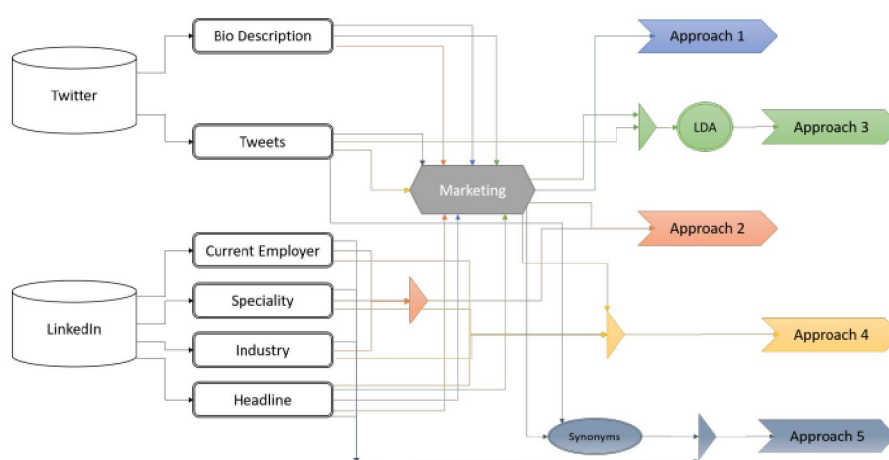 Bio Description
Approach 1
Twitter
Tweets
LDA
Approach 3
Marketing
Approach 2
Current Employer
Speciality
LinkedIn
Industry
Approach 4
Headline
Synonyms
Approach 5